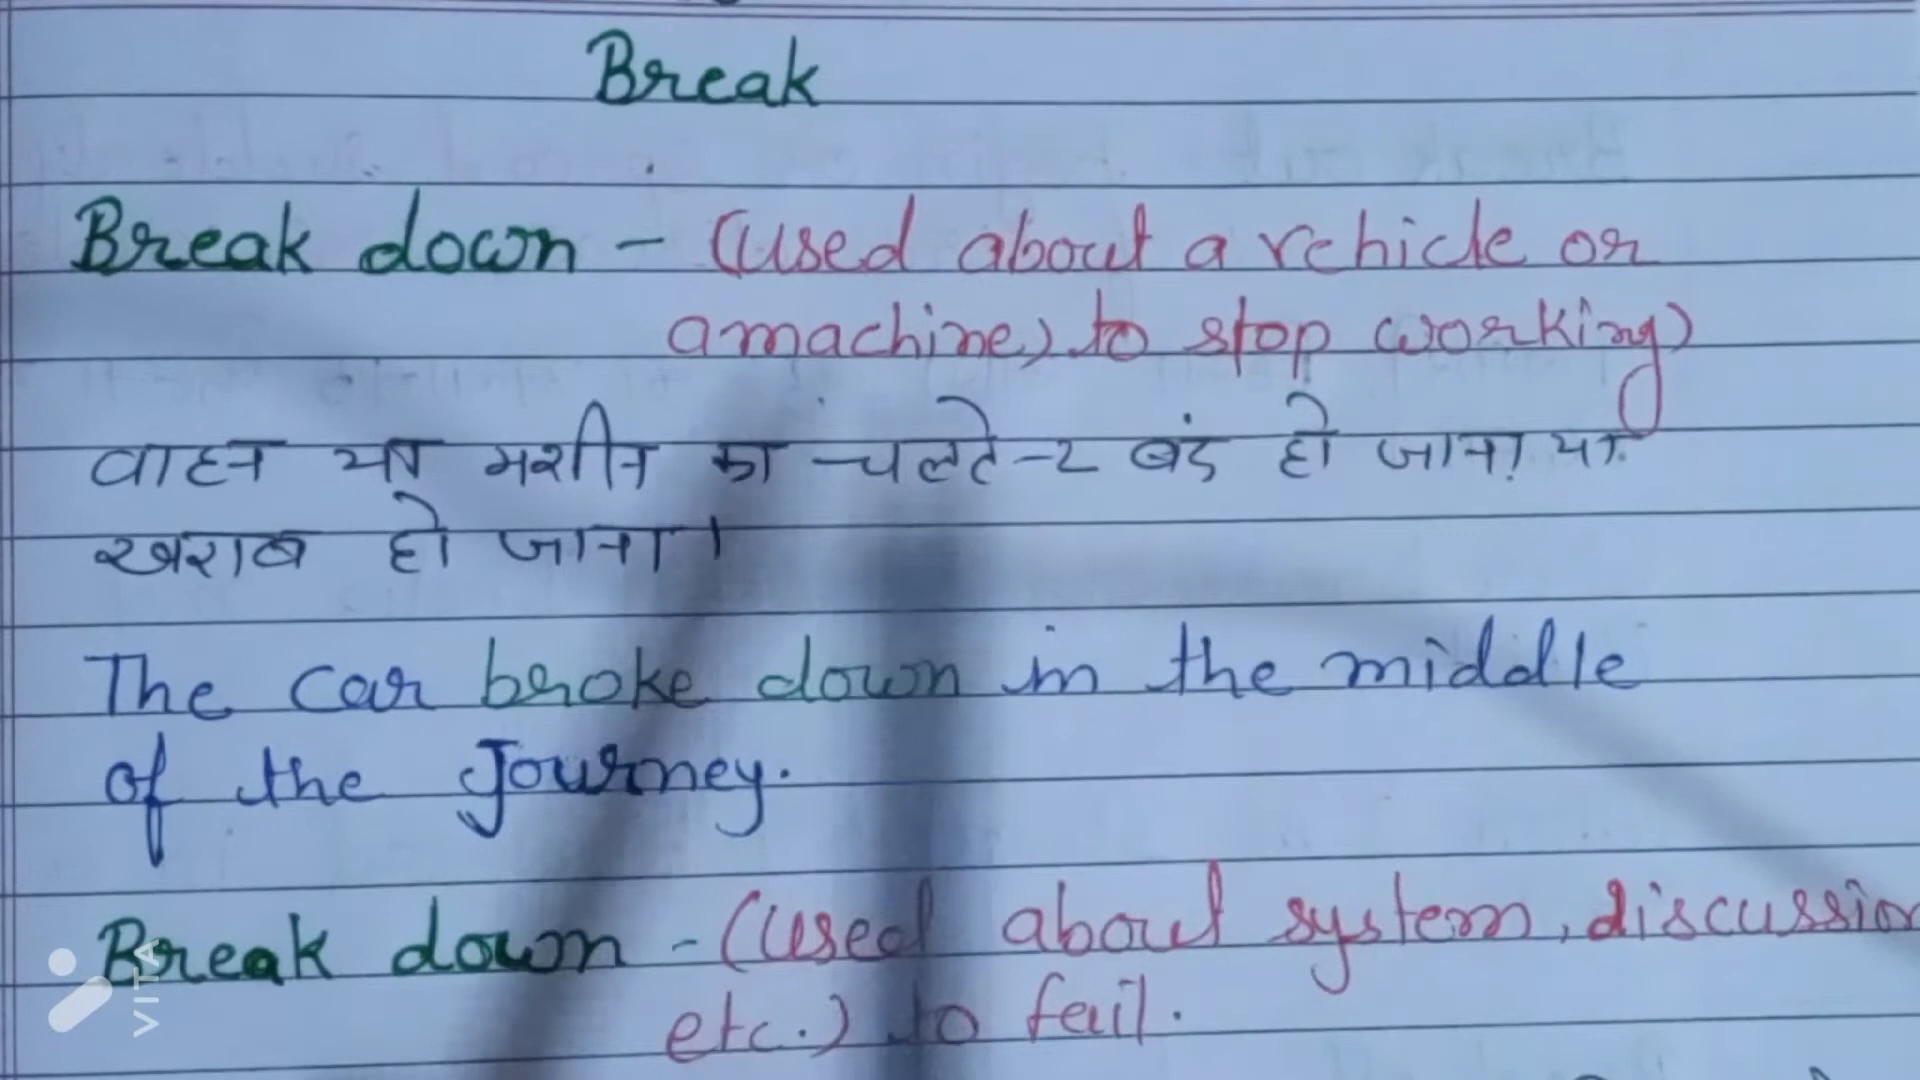 Break
Break down - (used about a vehicle or
a machine) to stop working)
वाहन या मशीन का चलते-2 बंद हो जाना या
खराब हो जाना।
The car broke down in the middle
of the Journey.
Break down - (used about system, discussion
etc.) to fail.
VITA